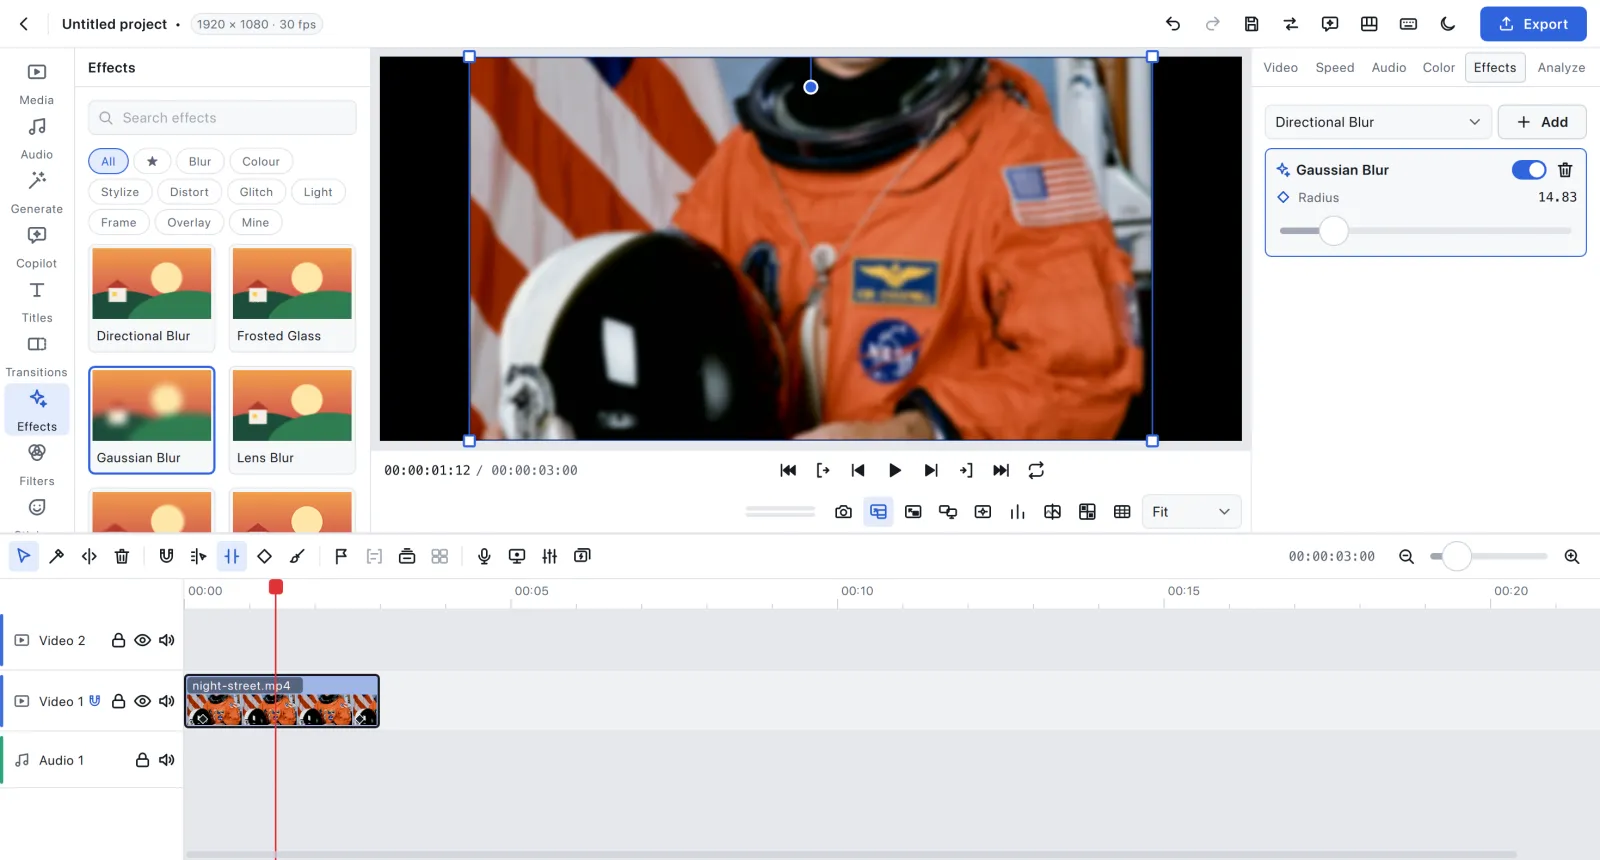 Untitled project •
1920 × 1080 · 30 fps
Export
Media
Audio
Generate
Copilot
Titles
Transitions
Effects
Filters
Effects
Search effects
All
Blur
Colour
Stylize
Distort
Glitch
Light
Frame
Overlay
Mine
Directional Blur
Frosted Glass
Gaussian Blur
Lens Blur
NASA
00:00:01:12 / 00:00:03:00
Fit
Video
Speed
Audio
Color
Effects
Analyze
Directional Blur
Add
Gaussian Blur
Radius
14.83
00:00:03:00
00:00
00:05
00:10
00:15
00:20
Video 2
Video 1
night-street.mp4
Audio 1